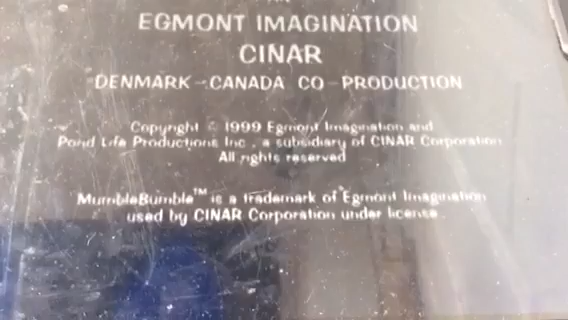 EGMONT IMAGINATION
CINAR
DENMARK-CANADA CO-PRODUCTION
Copyright © 1999 Egmont Imagination and
Pond Life Productions Inc., a subsidiary of CINAR Corporation
All rights reserved
MumbleBumble™ is a trademark of Egmont Imagination
used by CINAR Corporation under license.